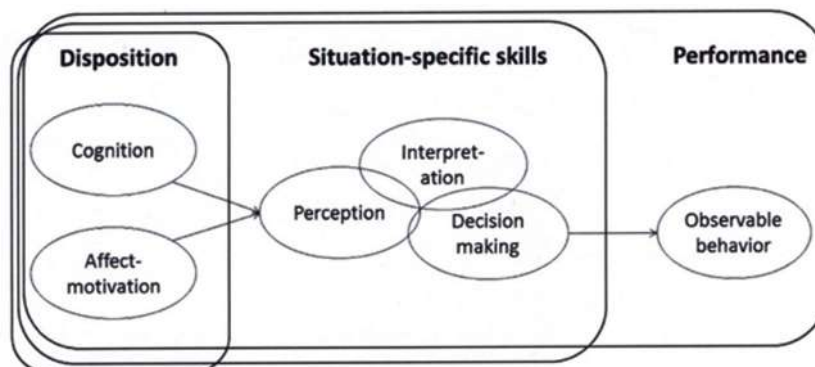 Disposition
Situation-specific skills
Performance
Cognition
Affect-
motivation
Perception
Interpret-
ation
Decision
making
Observable
behavior